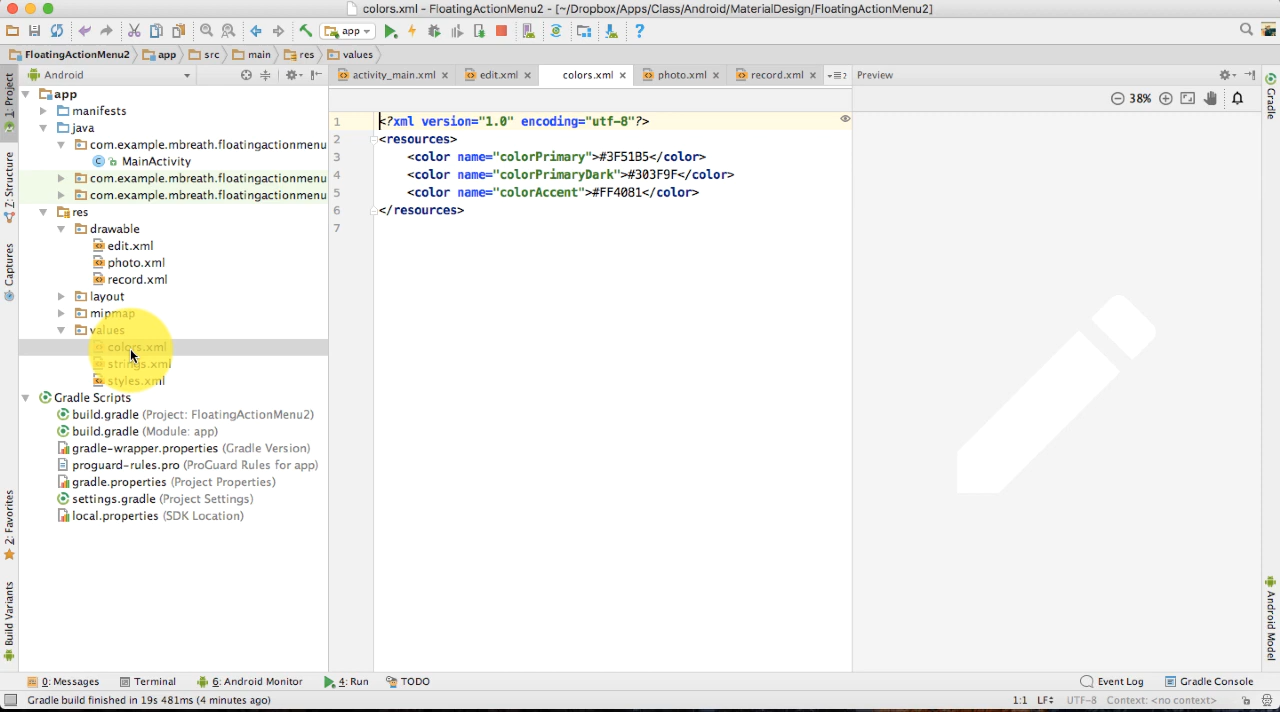 colors.xml - FloatingActionMenu2 - [~/Dropbox/Apps/Class/Android/MaterialDesign/FloatingActionMenu2]
app
FloatingActionMenu2 app src main res values
1: Project
Z: Structure
Captures
2: Favorites
Build Variants
Android
app
manifests
java
com.example.mbreath.floatingactionmenu
MainActivity
com.example.mbreath.floatingactionmenu
com.example.mbreath.floatingactionmenu
res
drawable
edit.xml
photo.xml
record.xml
layout
mipmap
values
colors.xml
strings.xml
styles.xml
Gradle Scripts
build.gradle (Project: FloatingActionMenu2)
build.gradle (Module: app)
gradle-wrapper.properties (Gradle Version)
proguard-rules.pro (ProGuard Rules for app)
gradle.properties (Project Properties)
settings.gradle (Project Settings)
local.properties (SDK Location)
activity_main.xml edit.xml colors.xml photo.xml record.xml 2
1 <?xml version="1.0" encoding="utf-8"?>
2 <resources>
3 <color name="colorPrimary">#3F51B5</color>
4 <color name="colorPrimaryDark">#303F9F</color>
5 <color name="colorAccent">#FF4081</color>
6 </resources>
7
Preview
38%
Gradle
Android Model
0: Messages Terminal 6: Android Monitor 4: Run TODO Event Log Gradle Console
Gradle build finished in 19s 481ms (4 minutes ago) 1:1 LF UTF-8 Context: <no context>